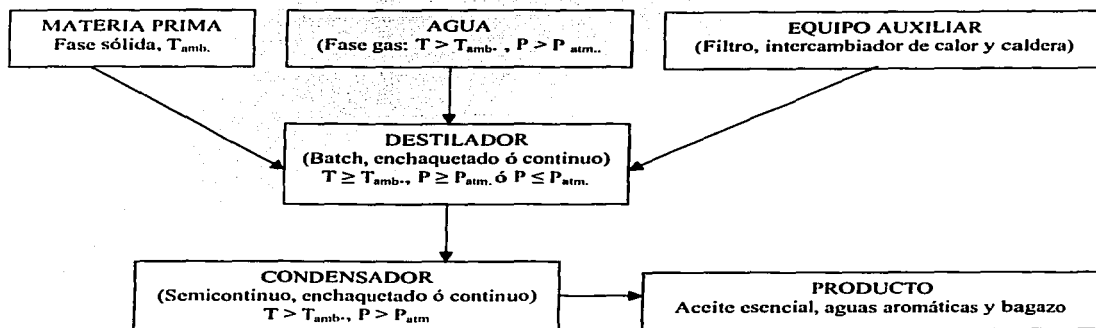 MATERIA PRIMA
Fase sólida, Tamb.
AGUA
(Fase gas: T > Tamb. , P > P atm..
EQUIPO AUXILIAR
(Filtro, intercambiador de calor y caldera)
DESTILADOR
(Batch, enchaquetado ó continuo)
T ≥ Tamb., P ≥ Patm. ó P ≤ Patm.
CONDENSADOR
(Semicontinuo, enchaquetado ó continuo)
T > Tamb., P > Patm
PRODUCTO
Aceite esencial, aguas aromáticas y bagazo